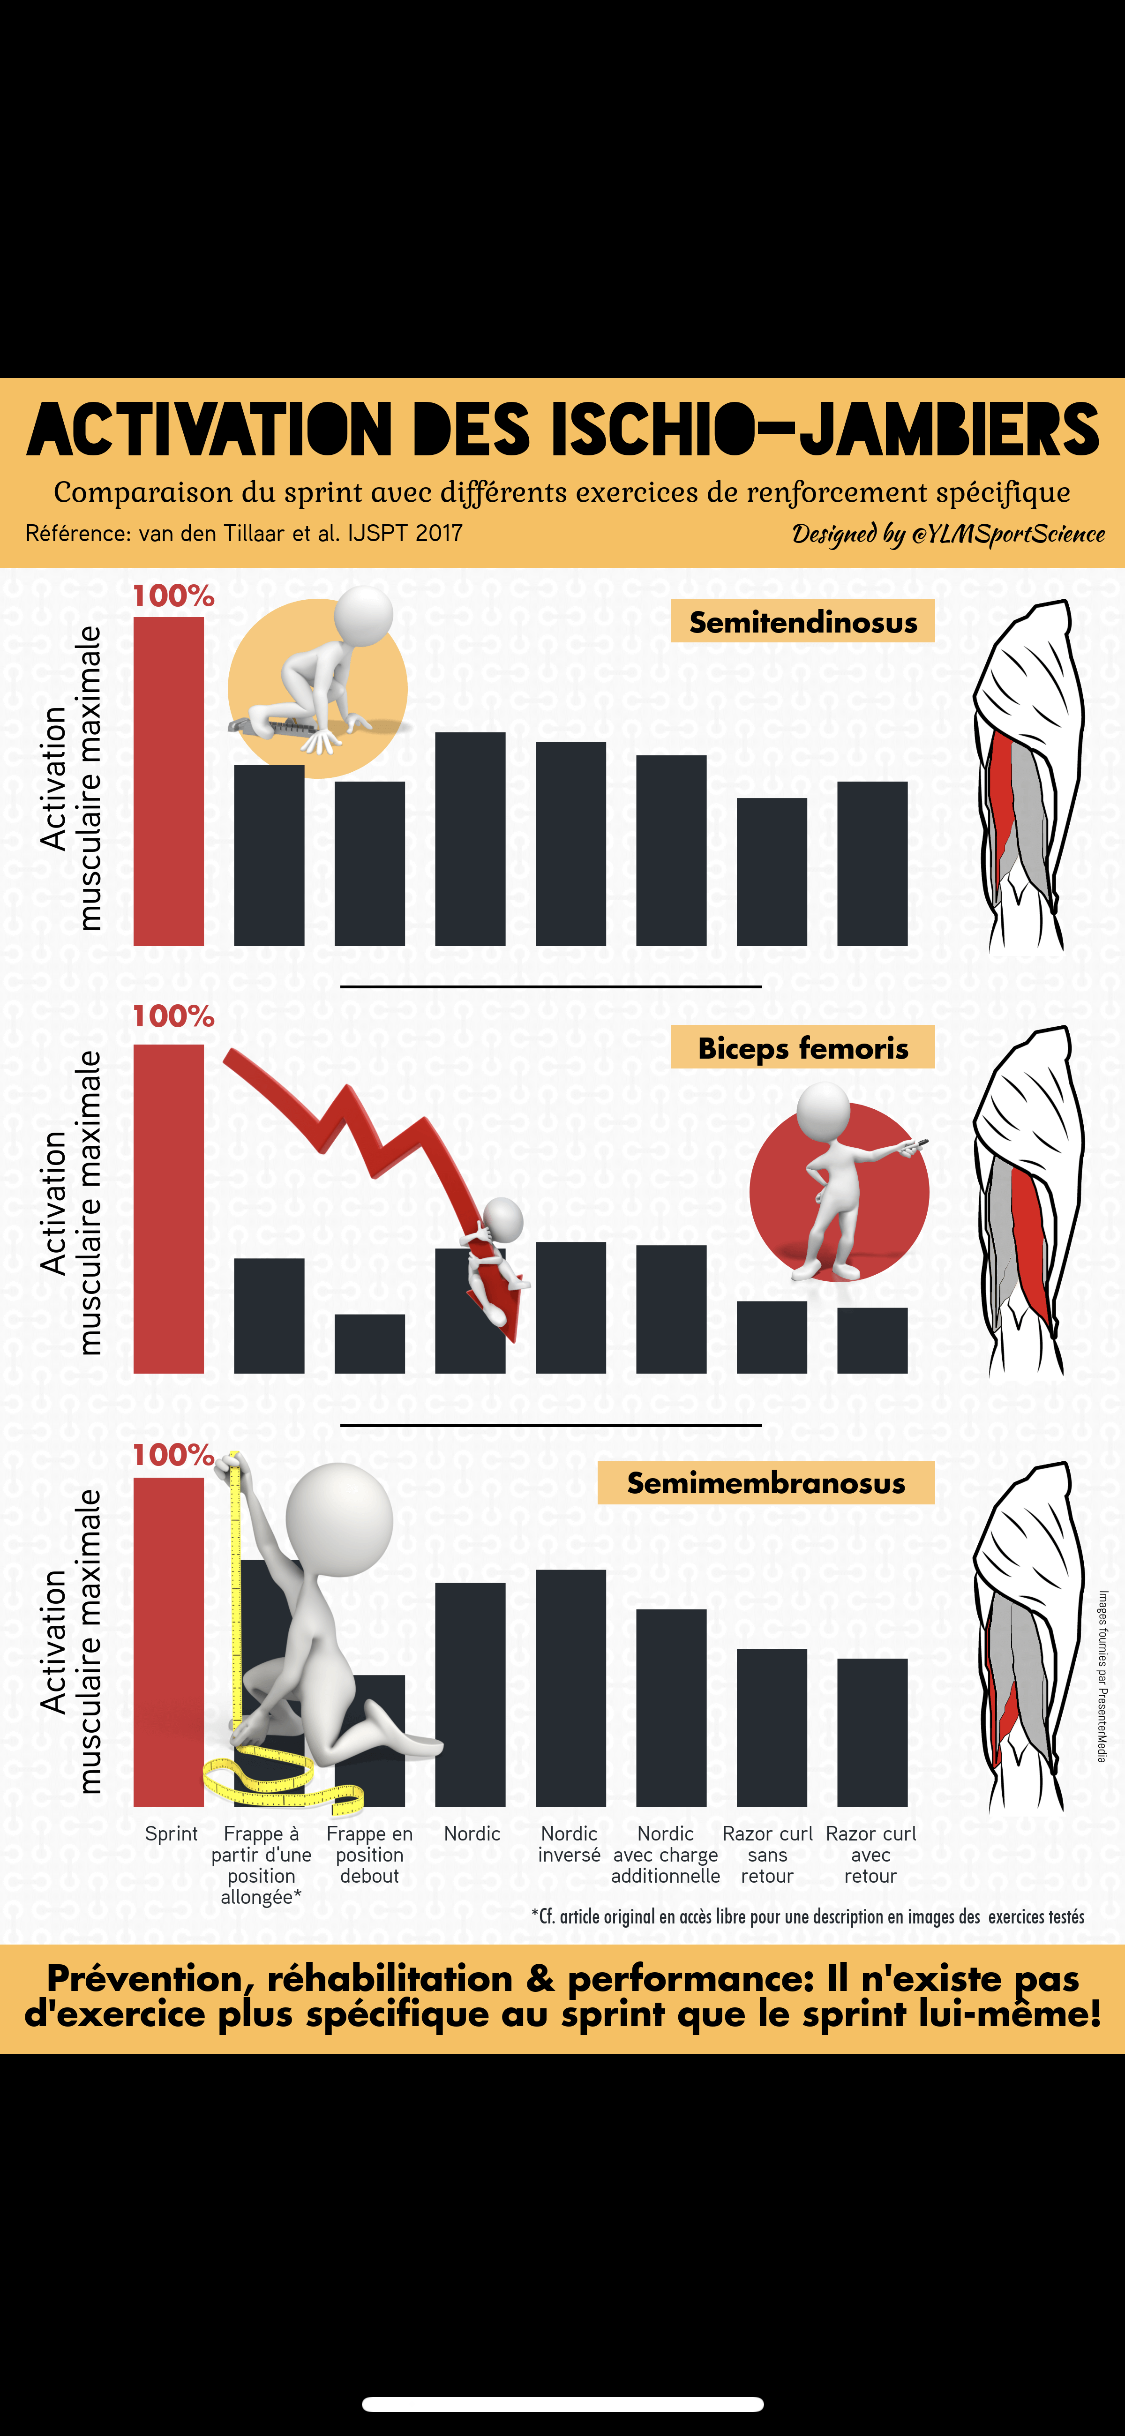 ACTIVATION DES ISCHIO-JAMBIERS
Comparaison du sprint avec différents exercices de renforcement spécifique
Référence: van den Tillaar et al. IJSPT 2017
Designed by @YLMSportScience
100%
Semitendinosus
Activation
musculaire maximale
100%
Biceps femoris
Activation
musculaire maximale
100%
Semimembranosus
Activation
musculaire maximale
Images fournies par PresenterMedia
Sprint
Frappe à
partir d'une
position
allongée*
Frappe en
position
debout
Nordic
Nordic
inversé
Nordic
avec charge
additionnelle
Razor curl
sans
retour
Razor curl
avec
retour
*Cf. article original en accès libre pour une description en images des exercices testés
Prévention, réhabilitation & performance: Il n'existe pas
d'exercice plus spécifique au sprint que le sprint lui-même!